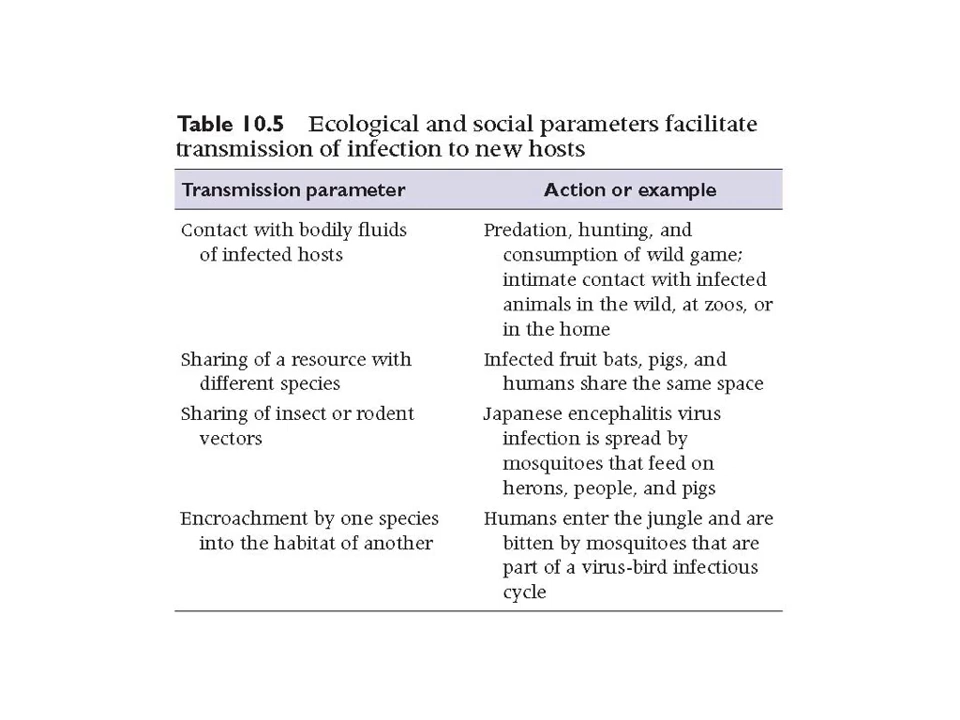 Table 10.5 Ecological and social parameters facilitate
transmission of infection to new hosts
Transmission parameter Action or example
Contact with bodily fluids
of infected hosts
Predation, hunting, and
consumption of wild game;
intimate contact with infected
animals in the wild, at zoos, or
in the home
Sharing of a resource with
different species
Infected fruit bats, pigs, and
humans share the same space
Sharing of insect or rodent
vectors
Japanese encephalitis virus
infection is spread by
mosquitoes that feed on
herons, people, and pigs
Encroachment by one species
into the habitat of another
Humans enter the jungle and are
bitten by mosquitoes that are
part of a virus-bird infectious
cycle